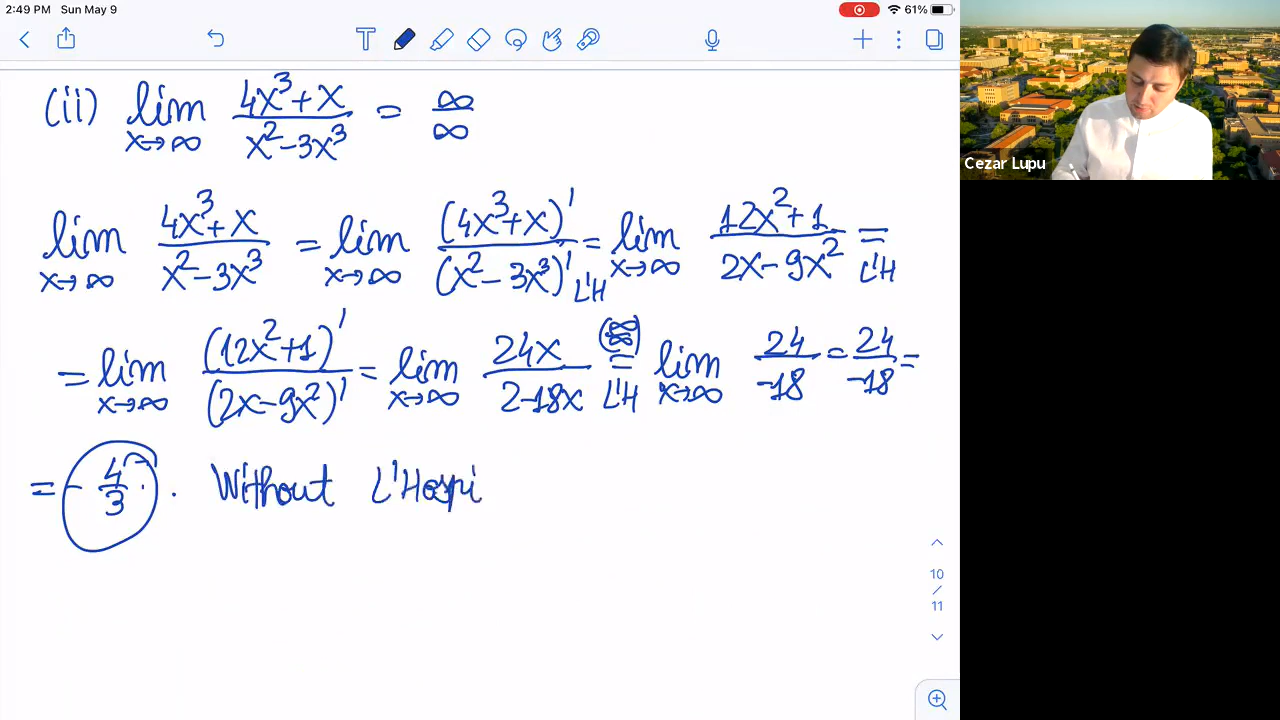 2:49 PM Sun May 9
61%
Cezar Lupu
(ii) lim x→∞ (4x³+x)/(x²−3x³) = ∞/∞
lim x→∞ (4x³+x)/(x²−3x³) = lim x→∞ (4x³+x)'/(x²−3x³)' =L'H lim x→∞ (12x²+1)/(2x−9x²) =L'H
= lim x→∞ (12x²+1)'/(2x−9x²)' = lim x→∞ 24x/(2−18x) (∞/∞) =L'H lim x→∞ 24/−18 = 24/−18 =
= −4/3 . Without L'Hospi
10
/
11